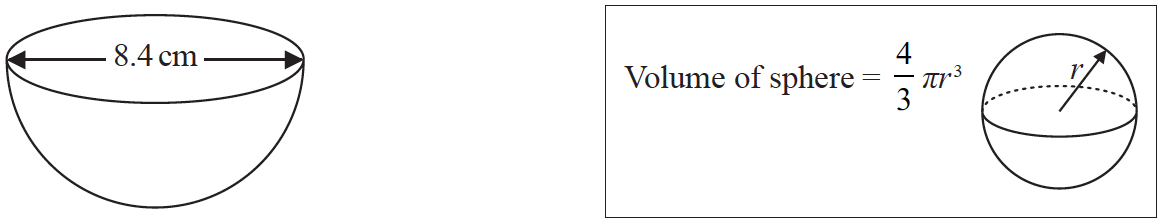 8.4 cm
Volume of sphere = 4/3 πr³
r